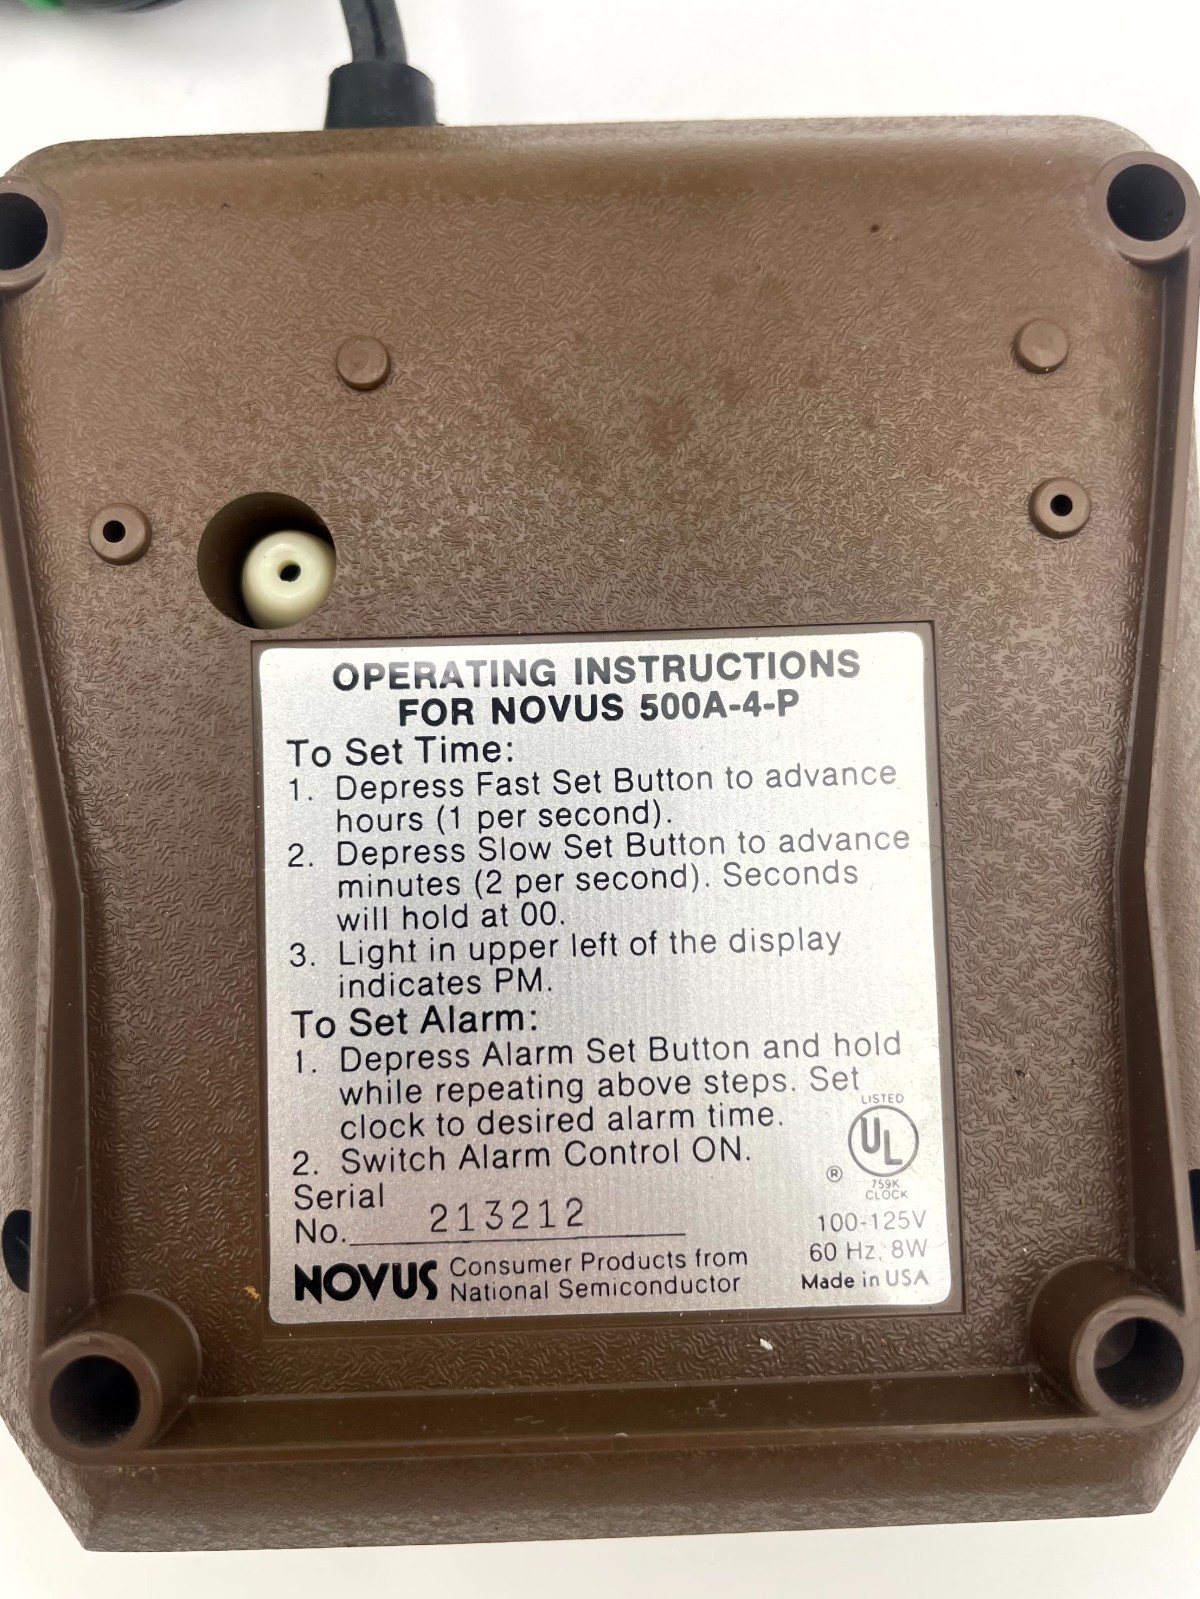 OPERATING INSTRUCTIONS
FOR NOVUS 500A-4-P
To Set Time:
1. Depress Fast Set Button to advance
hours (1 per second).
2. Depress Slow Set Button to advance
minutes (2 per second). Seconds
will hold at 00.
3. Light in upper left of the display
indicates PM.
To Set Alarm:
1. Depress Alarm Set Button and hold
while repeating above steps. Set
clock to desired alarm time.
2. Switch Alarm Control ON.
LISTED
UL
®
759K
CLOCK
Serial
No. 213212
100-125V
60 Hz, 8W
Made in USA
NOVUS Consumer Products from
National Semiconductor